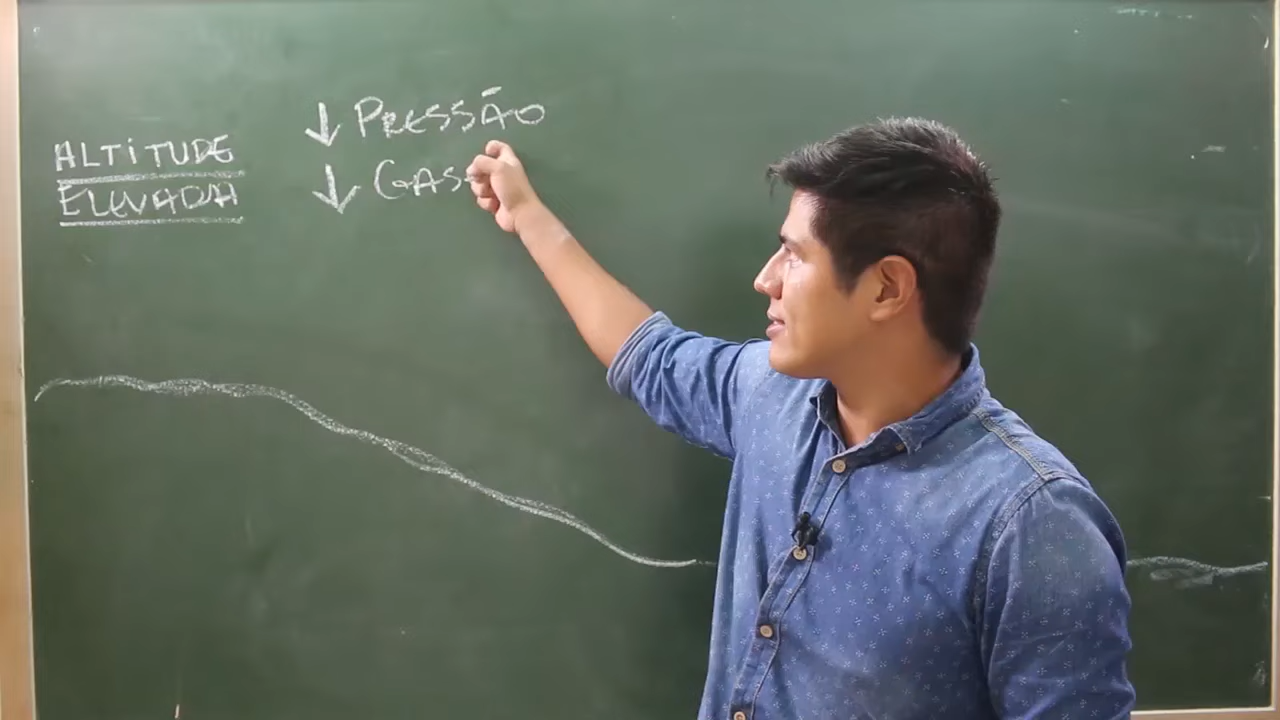 ALTITUDE
ELEVADA
↓ PRESSÃO
↓ GAS